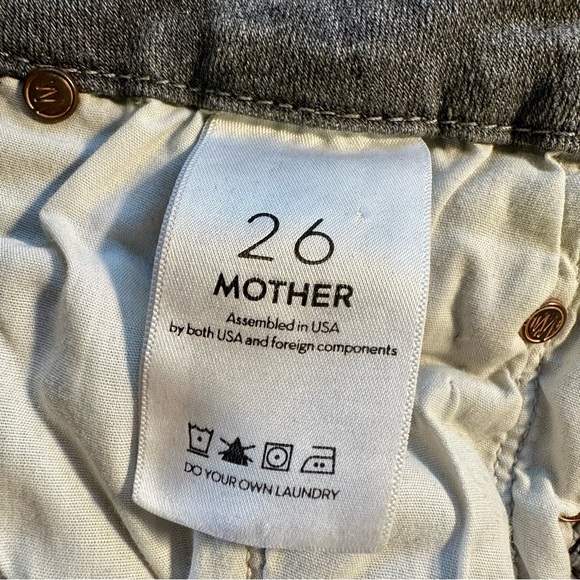 26
MOTHER
Assembled in USA
by both USA and foreign components
DO YOUR OWN LAUNDRY